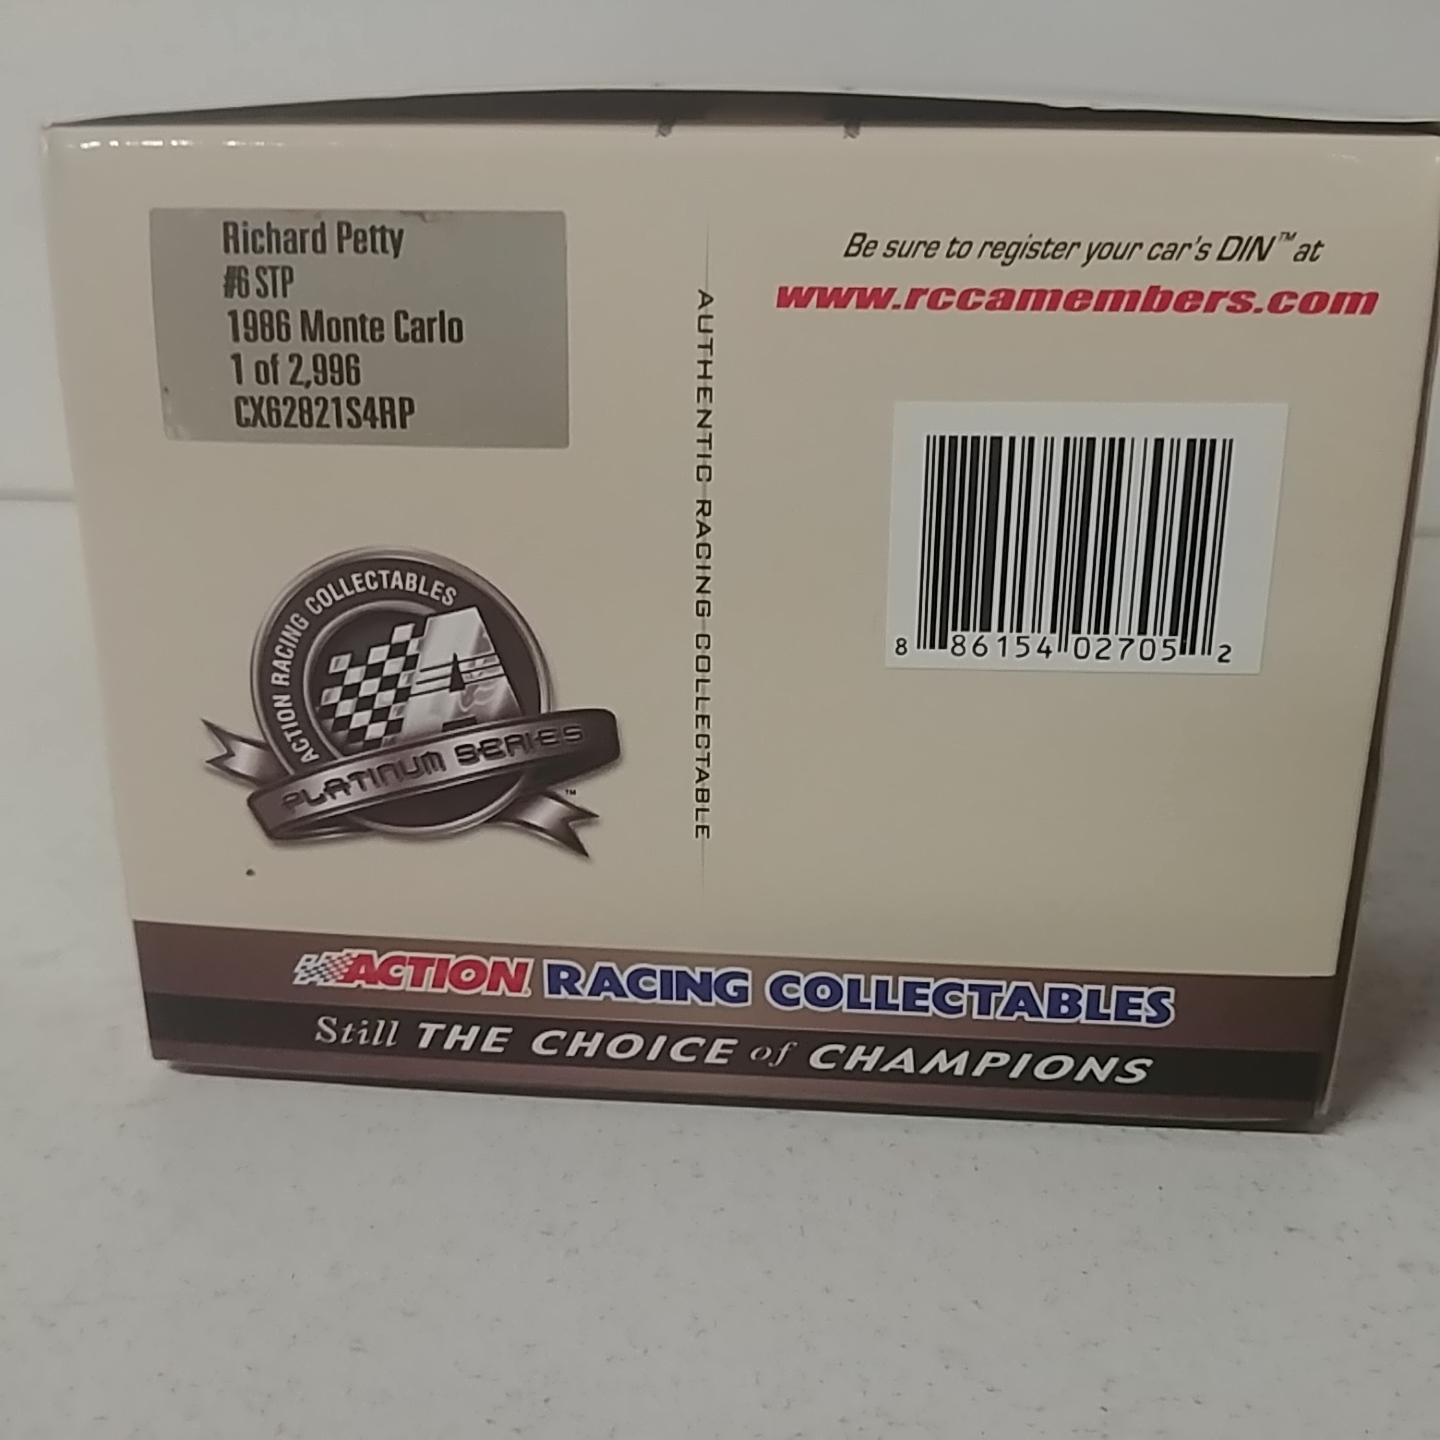 Richard Petty
#6 STP
1986 Monte Carlo
1 of 2,996
CX62821S4RP
ACTION RACING COLLECTABLES
A
PLATINUM SERIES
™
AUTHENTIC RACING COLLECTABLE
Be sure to register your car's DIN™ at
www.rccamembers.com
8 86154 02705 2
ACTION RACING COLLECTABLES
Still THE CHOICE of CHAMPIONS